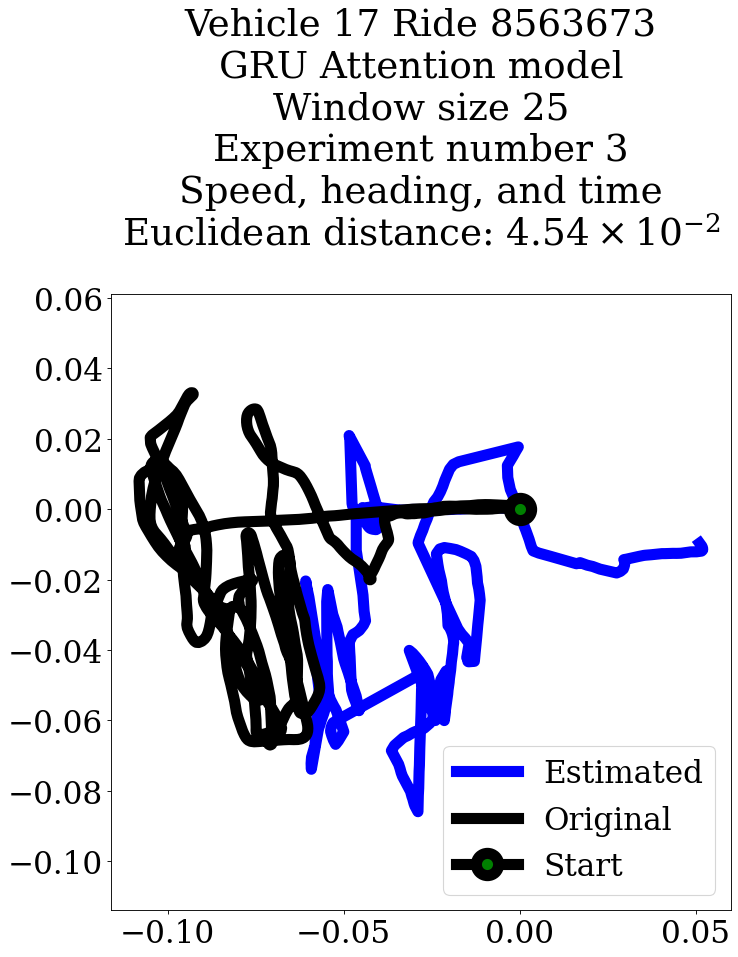 Vehicle 17 Ride 8563673
GRU Attention model
Window size 25
Experiment number 3
Speed, heading, and time
Euclidean distance: 4.54 × 10⁻²
0.06
0.04
0.02
0.00
−0.02
−0.04
−0.06
−0.08
−0.10
Estimated
Original
Start
−0.10 −0.05 0.00 0.05